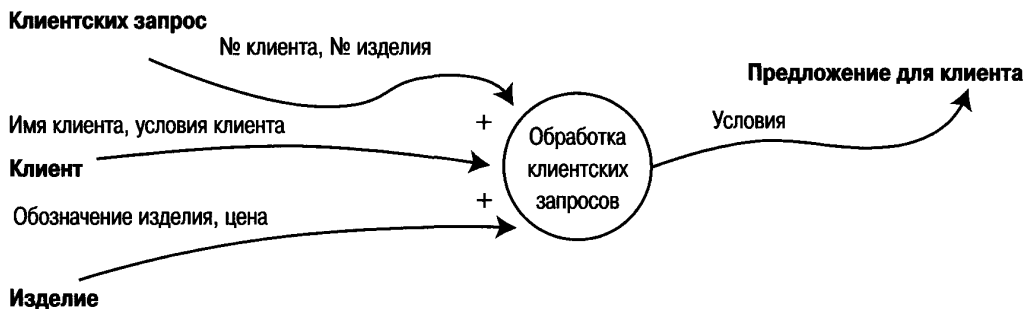 Клиентских запрос
№ клиента, № изделия
Предложение для клиента
Имя клиента, условия клиента
+
Обработка
клиентских
запросов
Условия
Клиент
+
Обозначение изделия, цена
Изделие